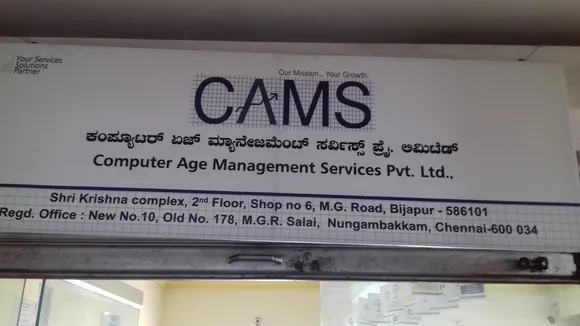 Your Services
Solutions
Partner
Our Mission... Your Growth.
CAMS
ಕಂಪ್ಯೂಟರ್ ಏಜ್ ಮ್ಯಾನೇಜಮೆಂಟ್ ಸರ್ವಿಸ್ಸ್ ಪ್ರೈ. ಲಿಮಿಟೆಡ್
Computer Age Management Services Pvt. Ltd.,
Shri Krishna complex, 2nd Floor, Shop no 6, M.G. Road, Bijapur - 586101
Regd. Office : New No.10, Old No. 178, M.G.R. Salai, Nungambakkam, Chennai-600 034